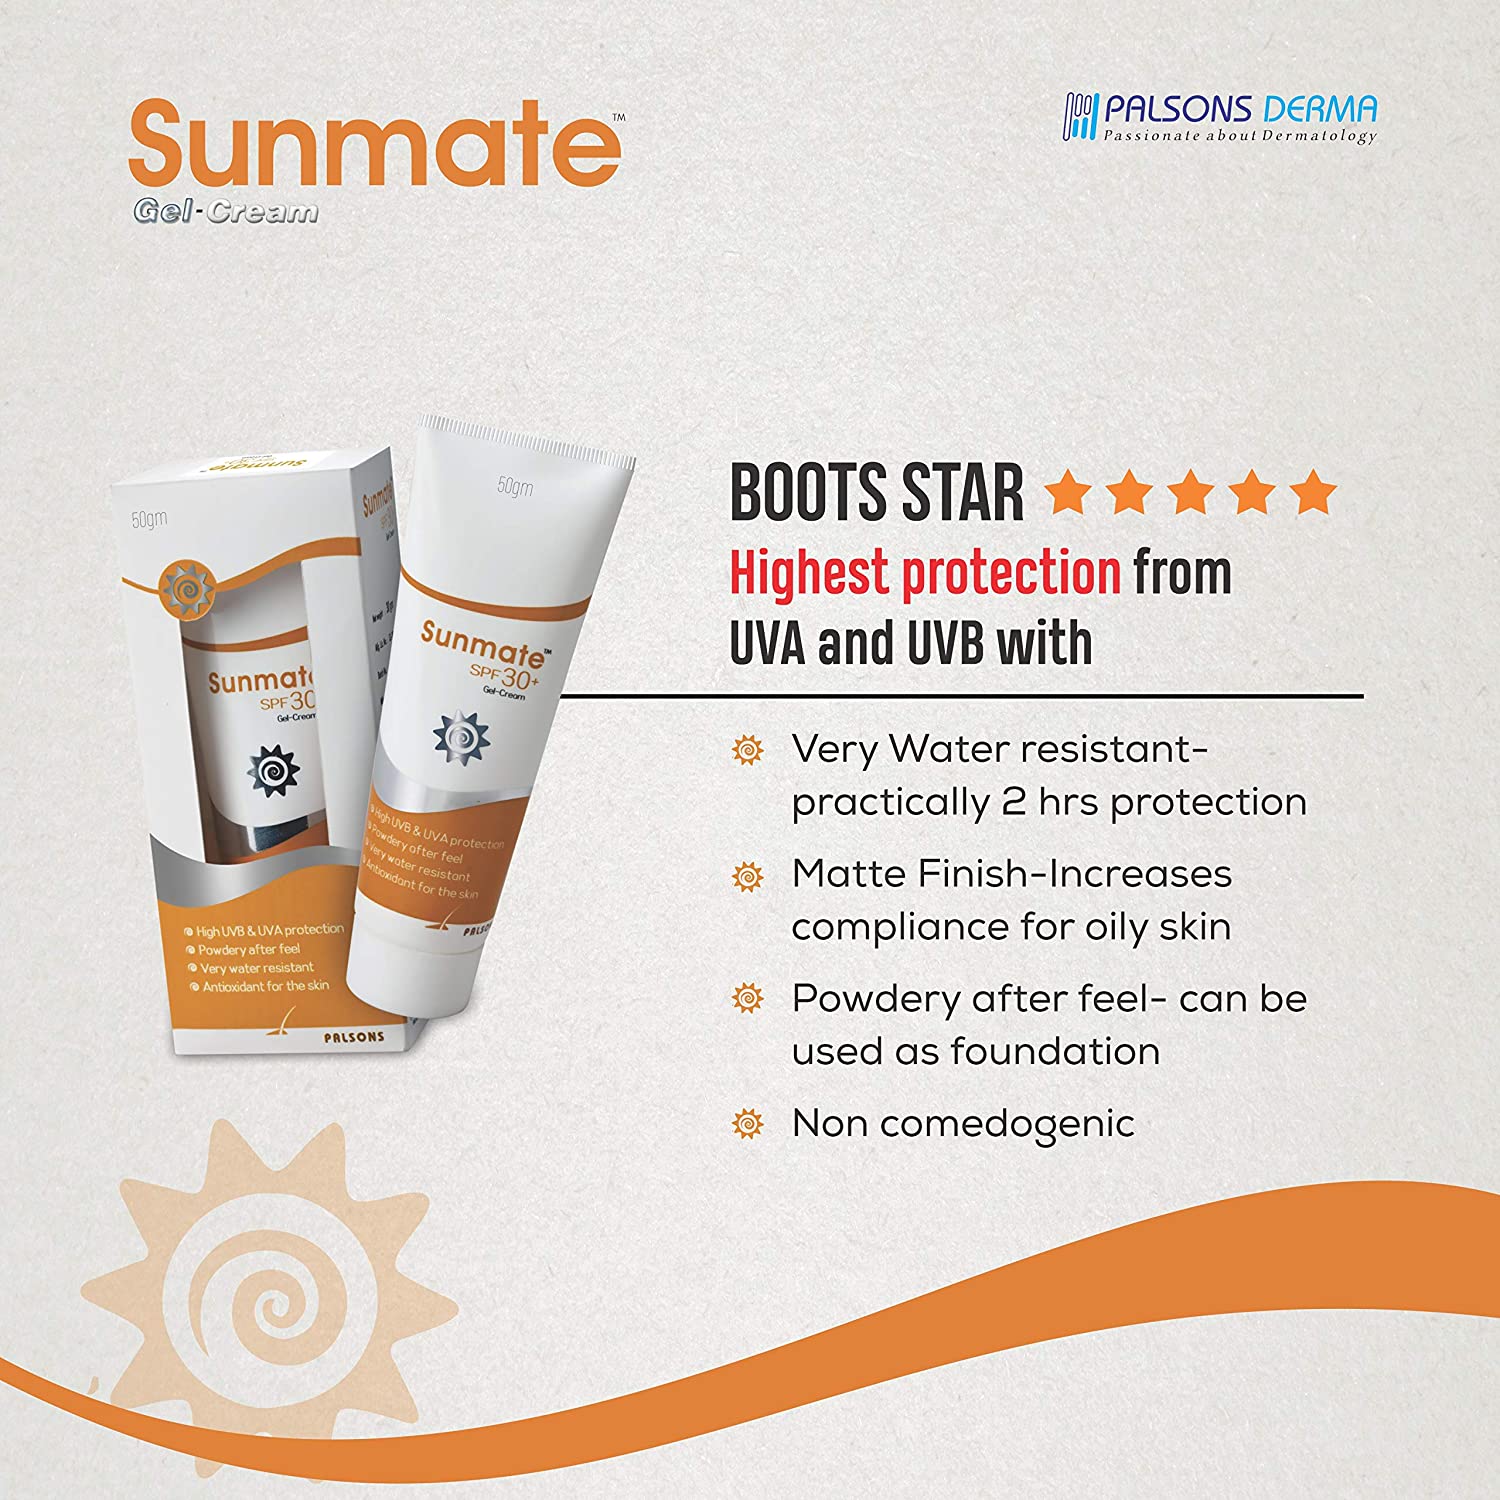 Sunmate™
Gel-Cream
PALSONS DERMA
Passionate about Dermatology
50gm
Sunmate
SPF 30
Gel-Cream
High UVB & UVA protection
Powdery after feel
Very water resistant
Antioxidant for the skin
PALSONS
Sunmate
50gm
Sunmate™
SPF 30+
Gel-Cream
High UVB & UVA protection
Powdery after feel
Very water resistant
Antioxidant for the skin
BOOTS STAR
Highest protection from
UVA and UVB with
Very Water resistant-
practically 2 hrs protection
Matte Finish-Increases
compliance for oily skin
Powdery after feel- can be
used as foundation
Non comedogenic